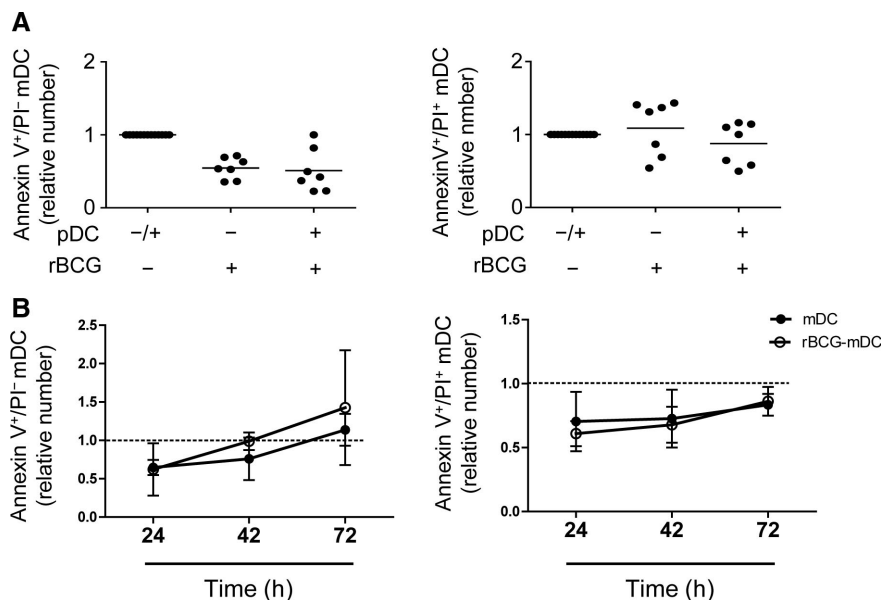 A
Annexin V⁺/PI⁻ mDC
(relative number)
2
1
0
pDC −/+ − +
rBCG − + +
AnnexinV⁺/PI⁺ mDC
(relative nmber)
2
1
0
−/+ − +
− + +
B
Annexin V⁺/PI⁻ mDC
(relative number)
2.5
2.0
1.5
1.0
0.5
0.0
24 42 72
Time (h)
Annexin V⁺/PI⁺ mDC
(relative number)
1.5
1.0
0.5
0.0
24 42 72
Time (h)
mDC
rBCG-mDC